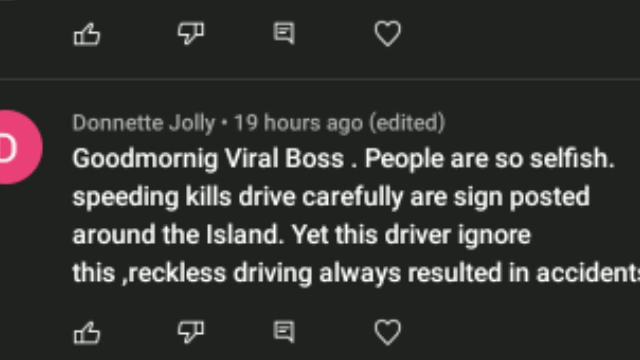 Donnette Jolly • 19 hours ago (edited)
D
Goodmornig Viral Boss . People are so selfish.
speeding kills drive carefully are sign posted
around the Island. Yet this driver ignore
this ,reckless driving always resulted in accidents